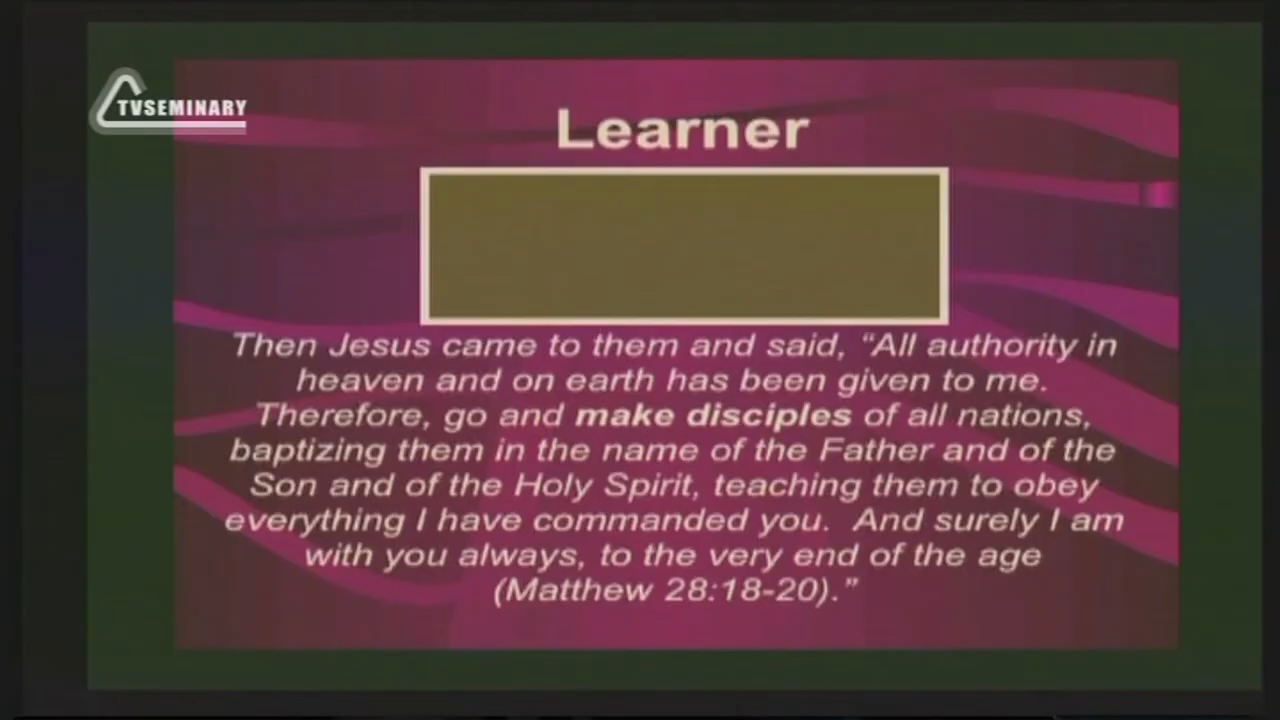 TVSEMINARY
Learner
Then Jesus came to them and said, “All authority in
heaven and on earth has been given to me.
Therefore, go and make disciples of all nations,
baptizing them in the name of the Father and of the
Son and of the Holy Spirit, teaching them to obey
everything I have commanded you.  And surely I am
with you always, to the very end of the age
(Matthew 28:18-20).”